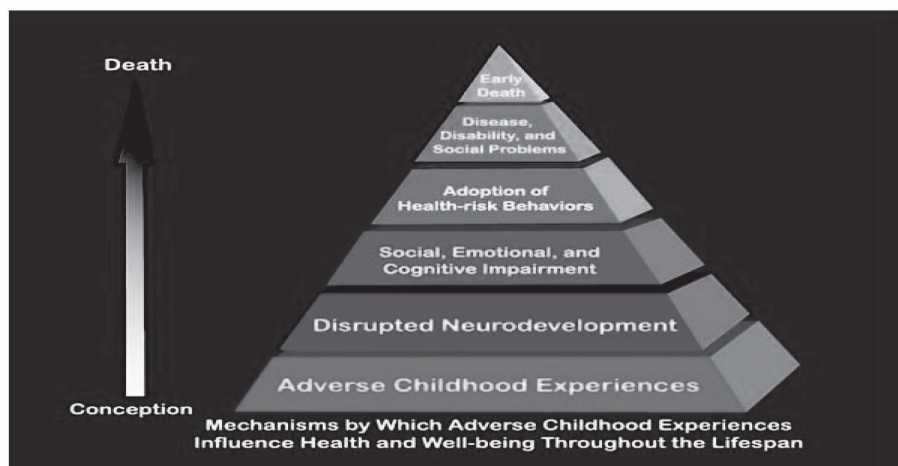 Death
Early
Death
Disease,
Disability, and
Social Problems
Adoption of
Health-risk Behaviors
Social, Emotional, and
Cognitive Impairment
Disrupted Neurodevelopment
Adverse Childhood Experiences
Conception
Mechanisms by Which Adverse Childhood Experiences
Influence Health and Well-being Throughout the Lifespan